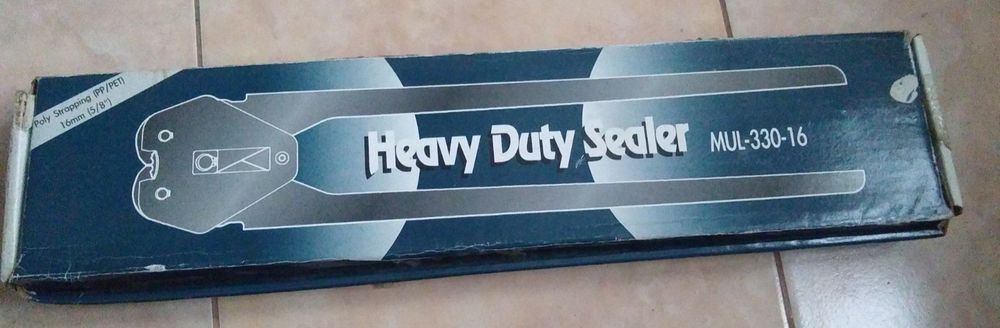 Poly Strapping (PP/PET)
16mm (5/8")
Heavy Duty Sealer MUL-330-16